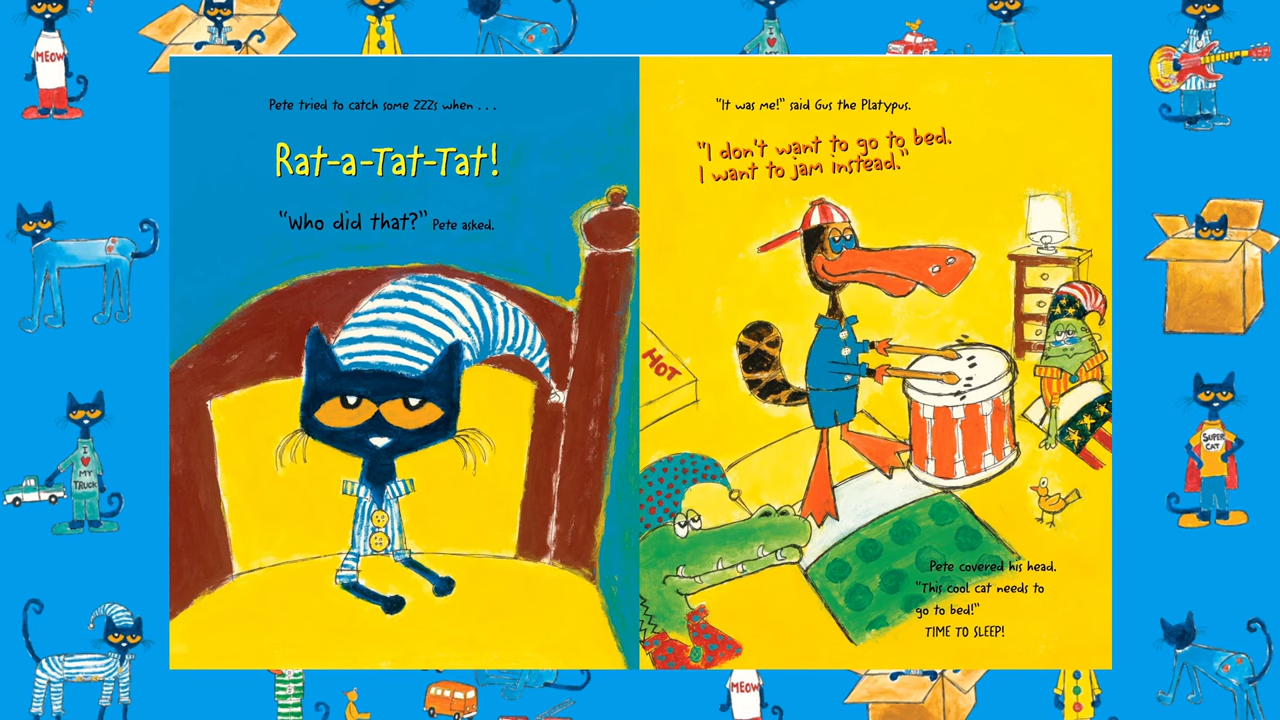 MEOW
Pete tried to catch some ZZZs when . . .
Rat-a-Tat-Tat!
"Who did that?" Pete asked.
"It was me!" said Gus the Platypus.
"I don't want to go to bed.
I want to jam instead."
HOT
Pete covered his head.
"This cool cat needs to
go to bed!"
TIME TO SLEEP!
I
MY
I
MY
TRUCK
SUPER
CAT
MEOW